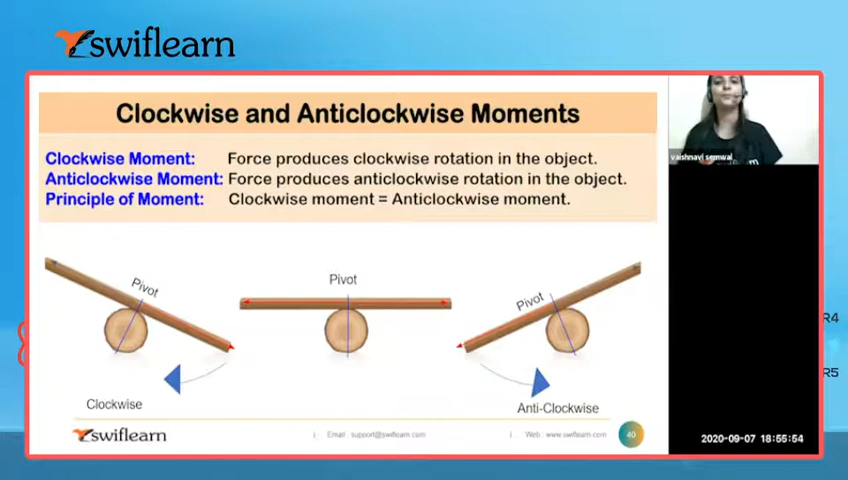 swiflearn
Clockwise and Anticlockwise Moments
Clockwise Moment: Force produces clockwise rotation in the object.
Anticlockwise Moment: Force produces anticlockwise rotation in the object.
Principle of Moment: Clockwise moment = Anticlockwise moment.
vaishnavi semwal
Pivot
Pivot
Pivot
R4
R5
Clockwise
Anti-Clockwise
swiflearn
| Email : support@swiflearn.com
| Web : www.swiflearn.com
40
2020-09-07 18:55:54